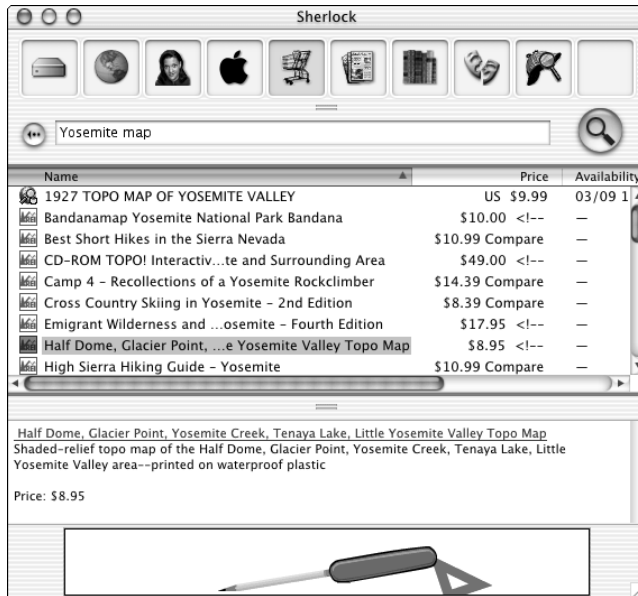 Sherlock
Yosemite map
Name Price Availability
1927 TOPO MAP OF YOSEMITE VALLEY US $9.99 03/09 1
Bandanamap Yosemite National Park Bandana $10.00 <!-- —
Best Short Hikes in the Sierra Nevada $10.99 Compare —
CD-ROM TOPO! Interactiv...te and Surrounding Area $49.00 <!-- —
Camp 4 – Recollections of a Yosemite Rockclimber $14.39 Compare —
Cross Country Skiing in Yosemite – 2nd Edition $8.39 Compare —
Emigrant Wilderness and ...osemite – Fourth Edition $17.95 <!-- —
Half Dome, Glacier Point, ...e Yosemite Valley Topo Map $8.95 <!-- —
High Sierra Hiking Guide – Yosemite $10.99 Compare —
Half Dome, Glacier Point, Yosemite Creek, Tenaya Lake, Little Yosemite Valley Topo Map
Shaded-relief topo map of the Half Dome, Glacier Point, Yosemite Creek, Tenaya Lake, Little
Yosemite Valley area--printed on waterproof plastic
Price: $8.95